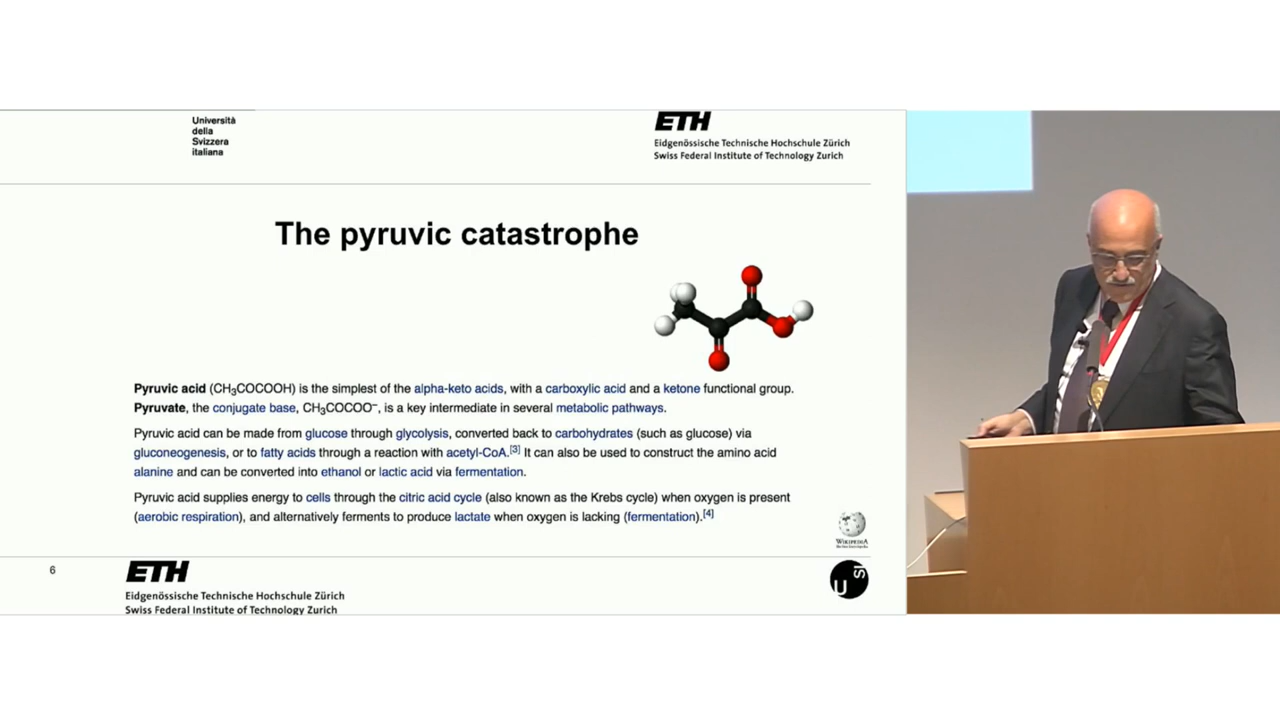 Università
della
Svizzera
italiana
ETH
Eidgenössische Technische Hochschule Zürich
Swiss Federal Institute of Technology Zurich
The pyruvic catastrophe
Pyruvic acid (CH₃COCOOH) is the simplest of the alpha-keto acids, with a carboxylic acid and a ketone functional group.
Pyruvate, the conjugate base, CH₃COCOO⁻, is a key intermediate in several metabolic pathways.
Pyruvic acid can be made from glucose through glycolysis, converted back to carbohydrates (such as glucose) via
gluconeogenesis, or to fatty acids through a reaction with acetyl-CoA.[3] It can also be used to construct the amino acid
alanine and can be converted into ethanol or lactic acid via fermentation.
Pyruvic acid supplies energy to cells through the citric acid cycle (also known as the Krebs cycle) when oxygen is present
(aerobic respiration), and alternatively ferments to produce lactate when oxygen is lacking (fermentation).[4]
WIKIPEDIA
6
ETH
Eidgenössische Technische Hochschule Zürich
Swiss Federal Institute of Technology Zurich
USI